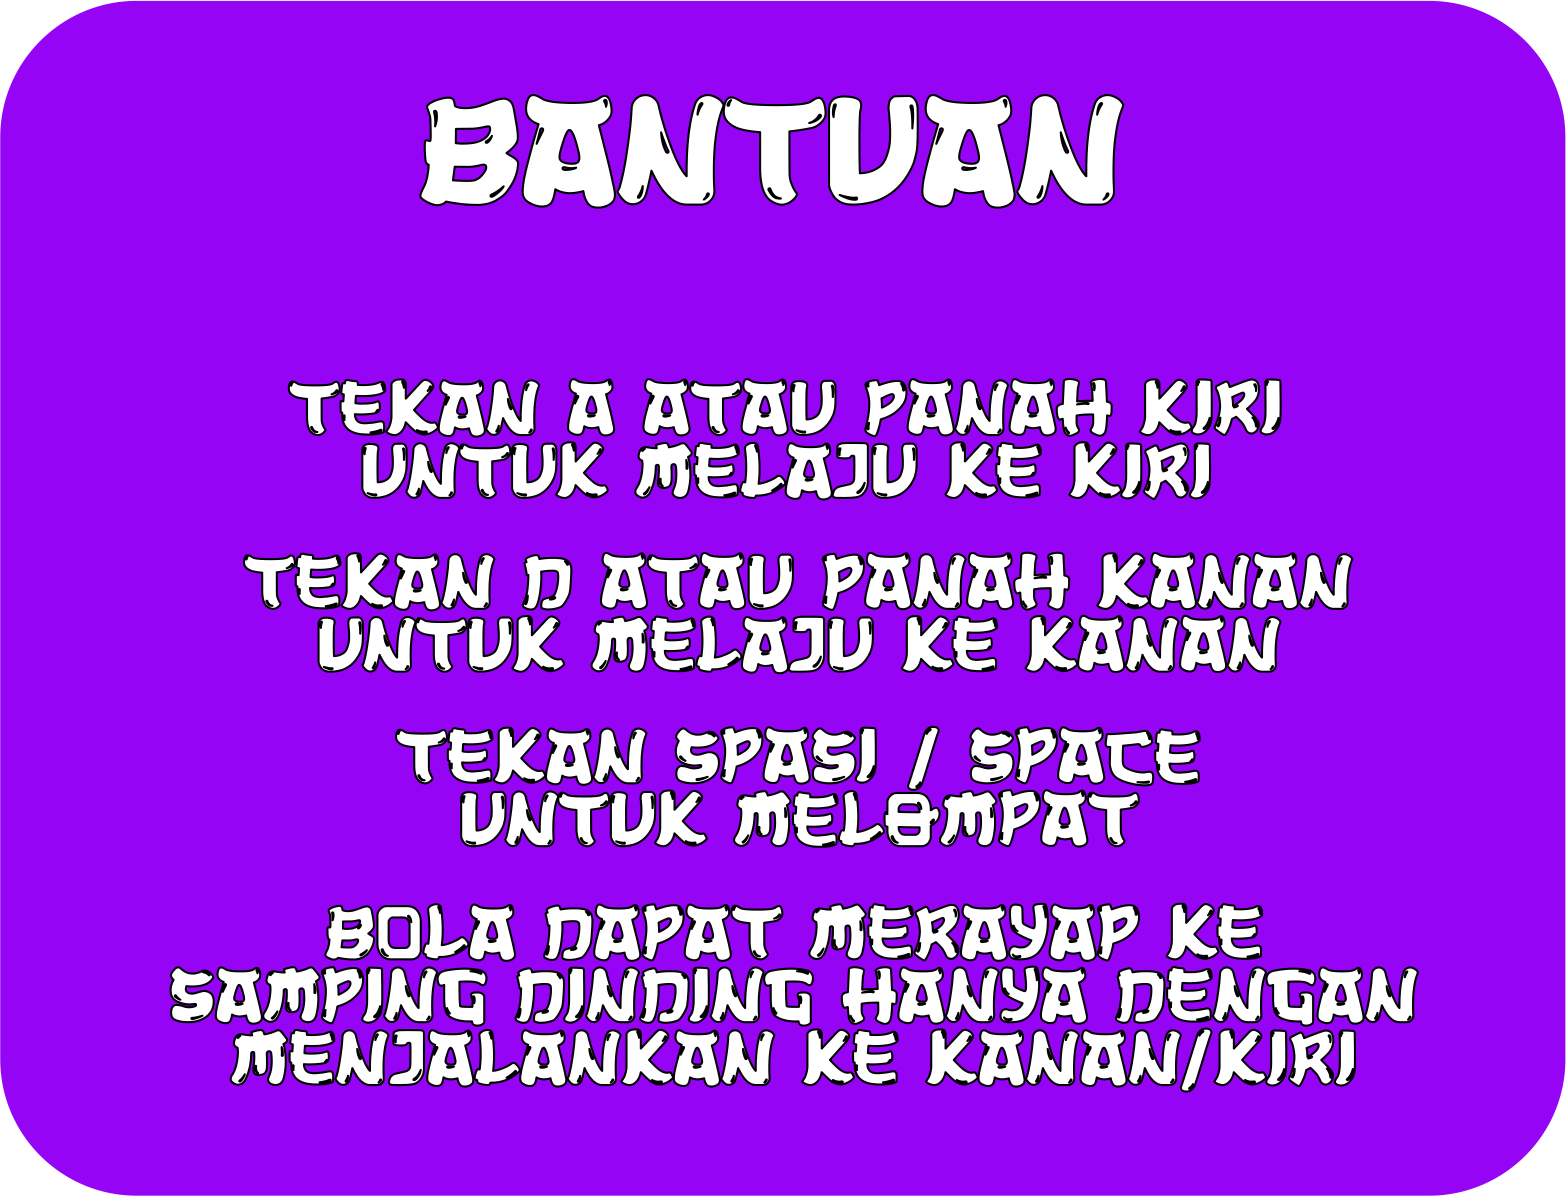 BANTUAN
TEKAN A ATAU PANAH KIRI
UNTUK MELAJU KE KIRI
TEKAN D ATAU PANAH KANAN
UNTUK MELAJU KE KANAN
TEKAN SPASI / SPACE
UNTUK MELOMPAT
BOLA DAPAT MERAYAP KE
SAMPING DINDING HANYA DENGAN
MENJALANKAN KE KANAN/KIRI